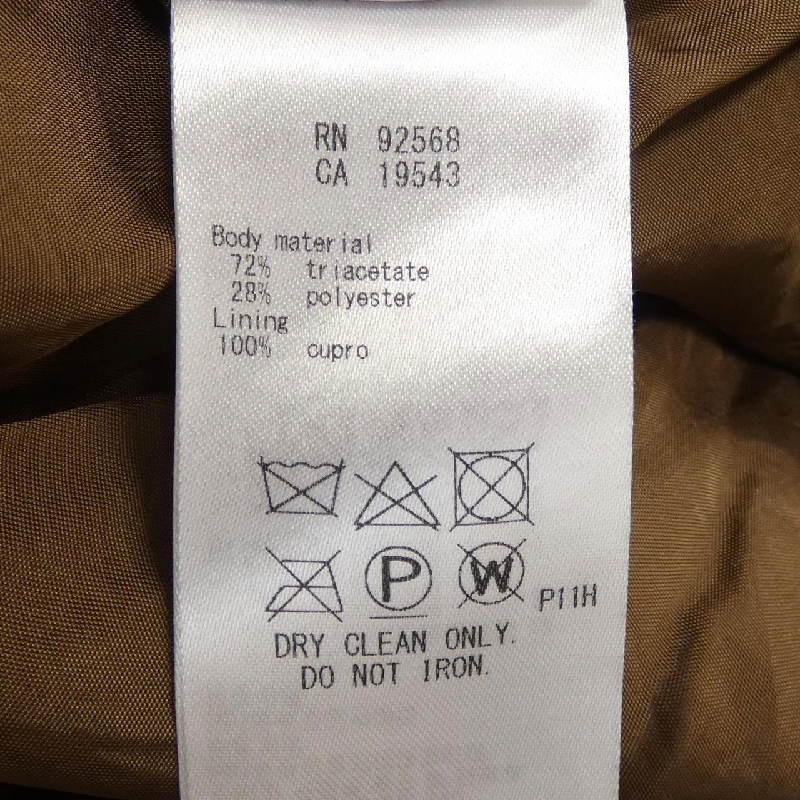 RN 92568
CA 19543
Body material
72% triacetate
28% polyester
Lining
100% cupro
P W P11H
DRY CLEAN ONLY.
DO NOT IRON.